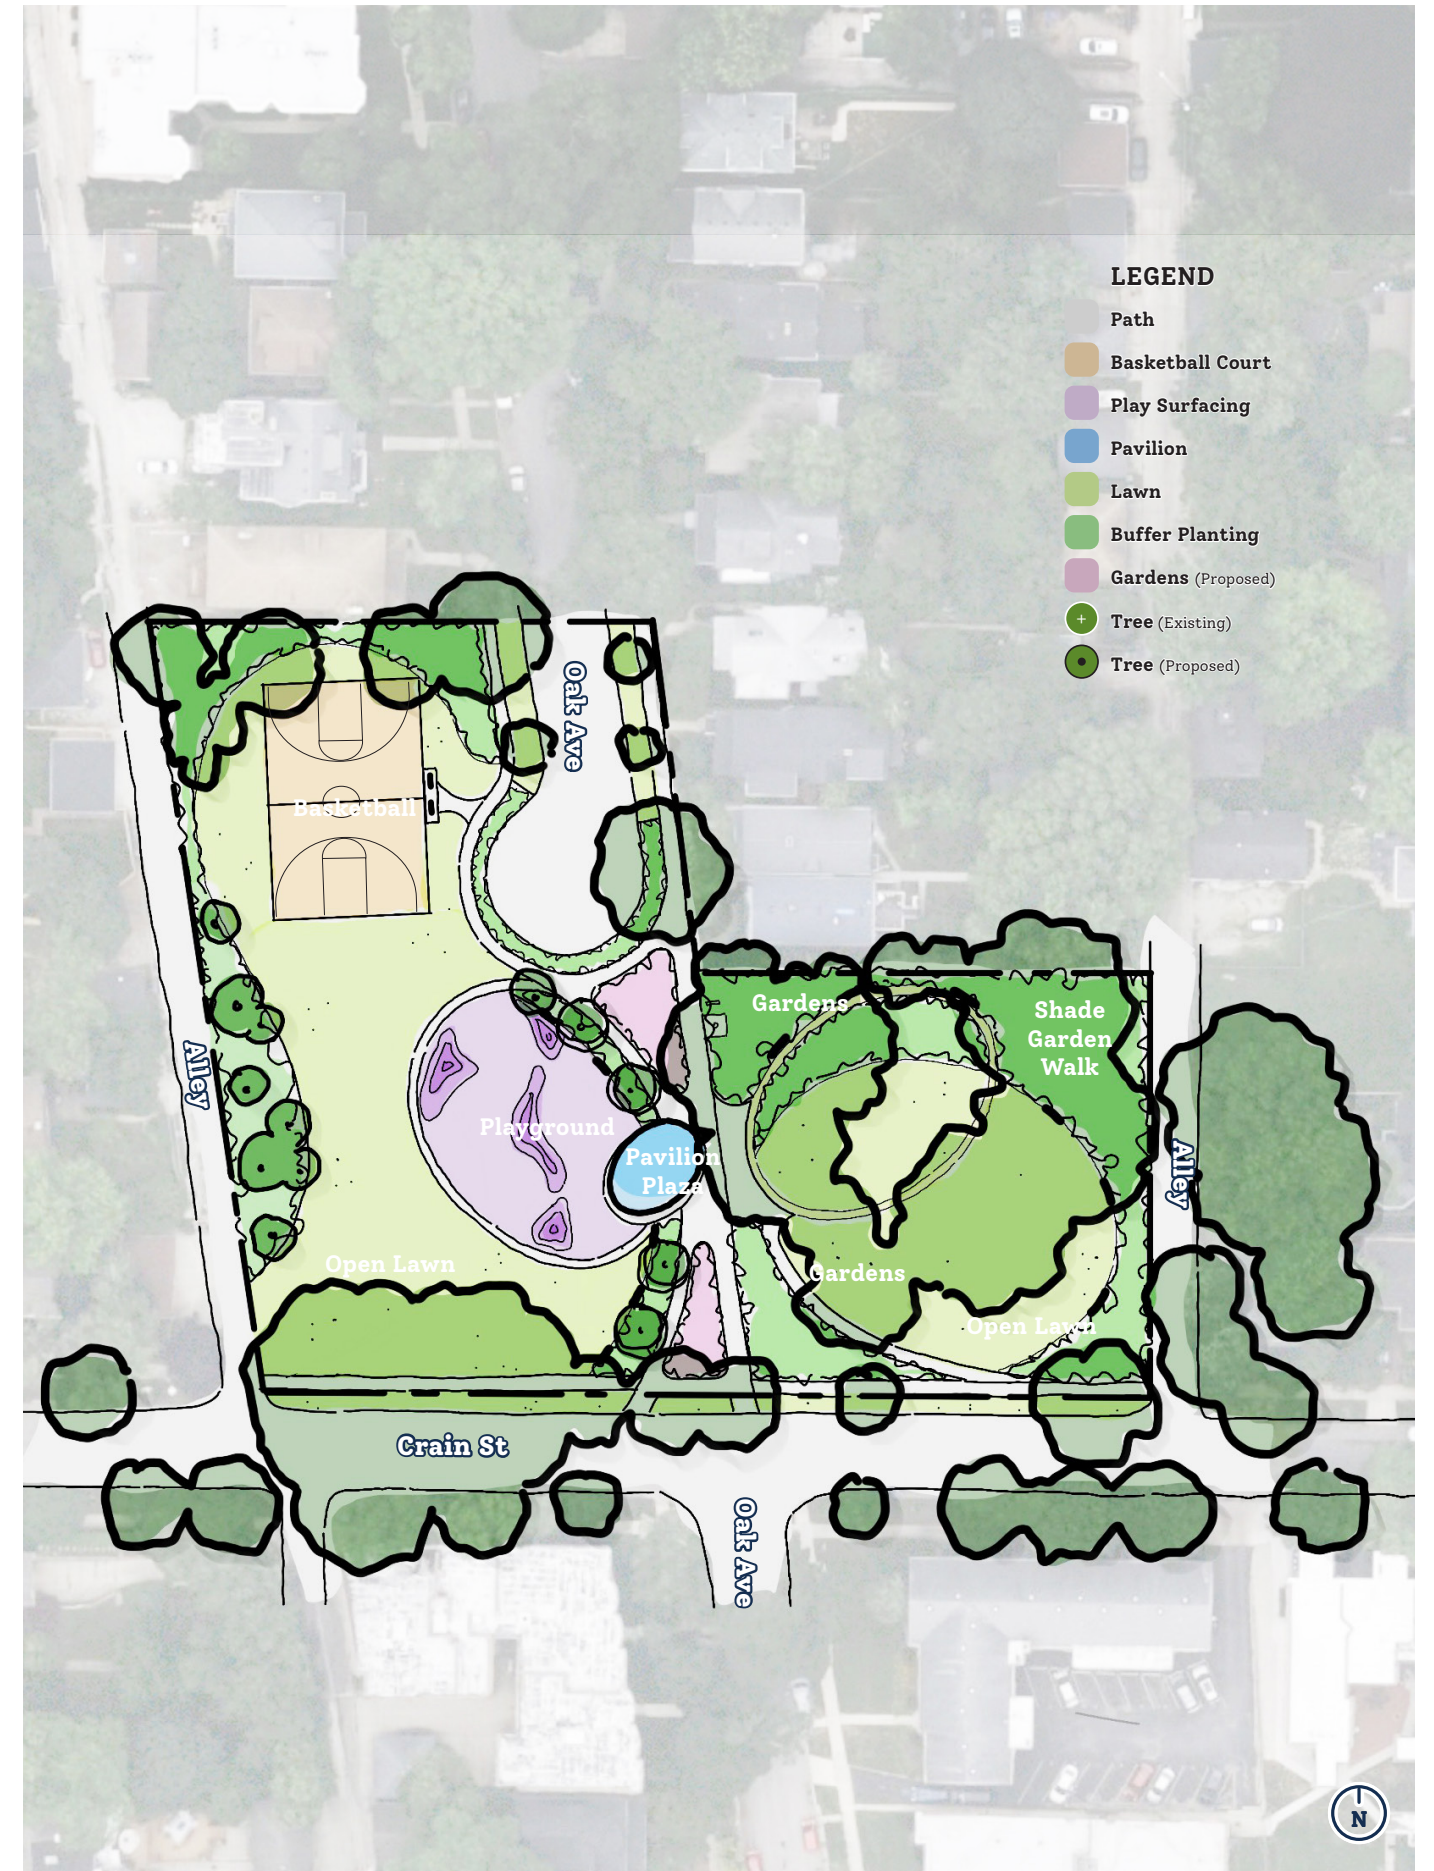 LEGEND
Path
Basketball Court
Play Surfacing
Pavilion
Lawn
Buffer Planting
Gardens (Proposed)
Tree (Existing)
Tree (Proposed)
Oak Ave
Basketball
Gardens
Shade
Garden
Walk
Alley
Playground
Pavilion
Plaza
Alley
Open Lawn
Gardens
Open Lawn
Crain St
Oak Ave
N